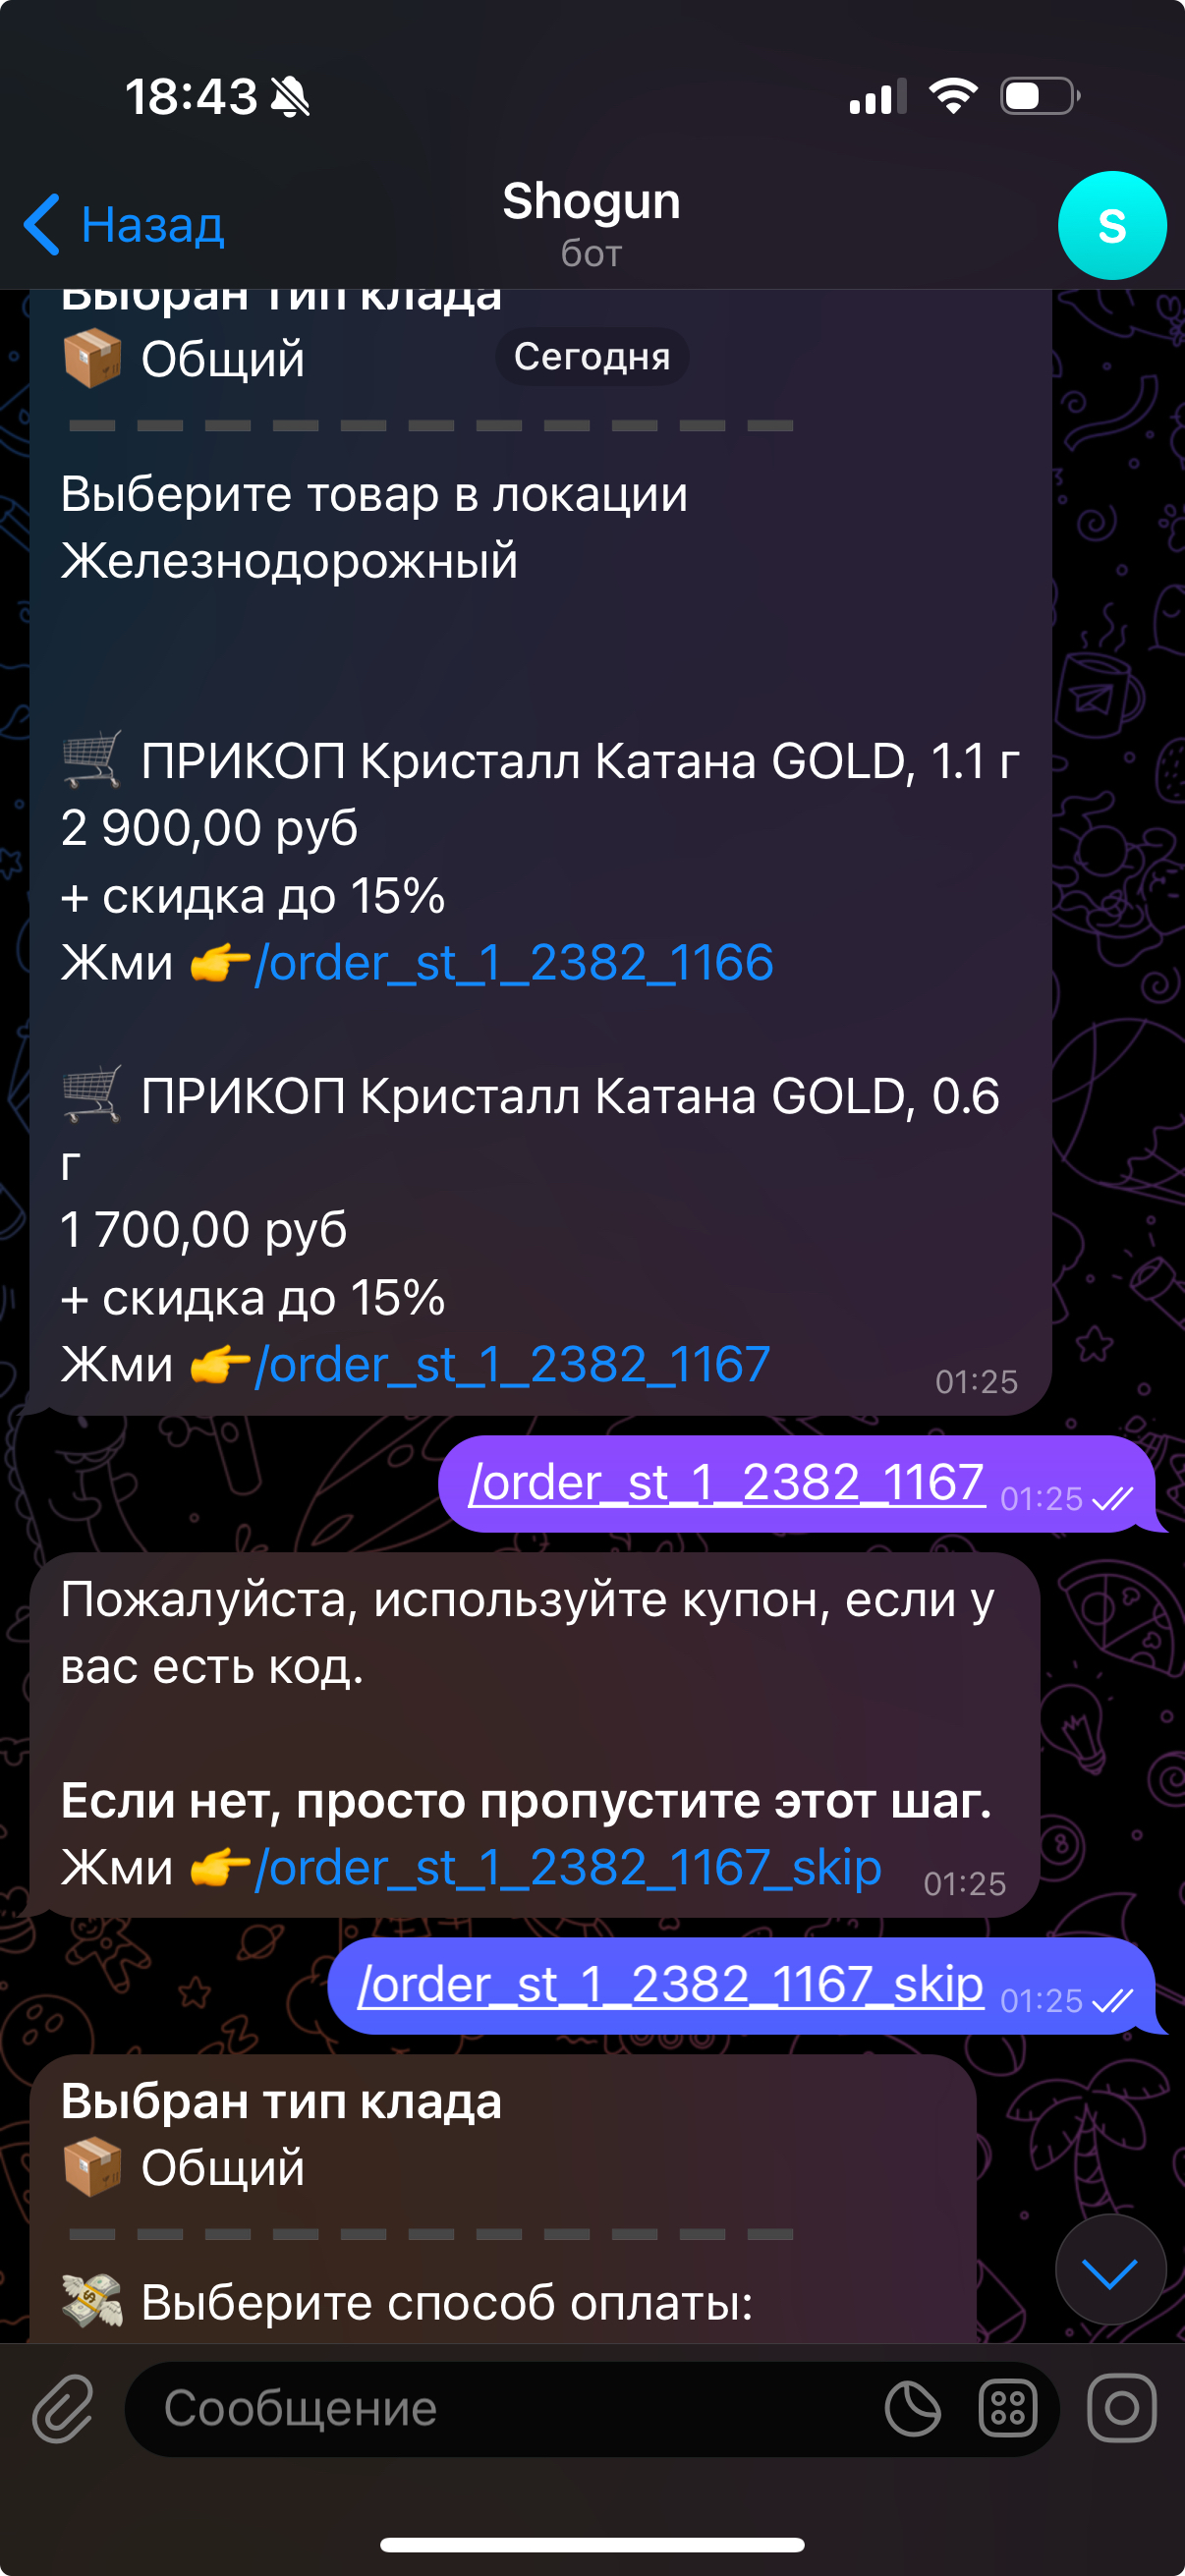 18:43
Назад
Shogun
бот
S
Выбран тип клада
Общий
Сегодня
Выберите товар в локации
Железнодорожный
ПРИКОП Кристалл Катана GOLD, 1.1 г
2 900,00 руб
+ скидка до 15%
Жми 👉/order_st_1_2382_1166
ПРИКОП Кристалл Катана GOLD, 0.6
г
1 700,00 руб
+ скидка до 15%
Жми 👉/order_st_1_2382_1167
01:25
/order_st_1_2382_1167 01:25
Пожалуйста, используйте купон, если у
вас есть код.
Если нет, просто пропустите этот шаг.
Жми 👉/order_st_1_2382_1167_skip 01:25
/order_st_1_2382_1167_skip 01:25
Выбран тип клада
Общий
Выберите способ оплаты:
Сообщение